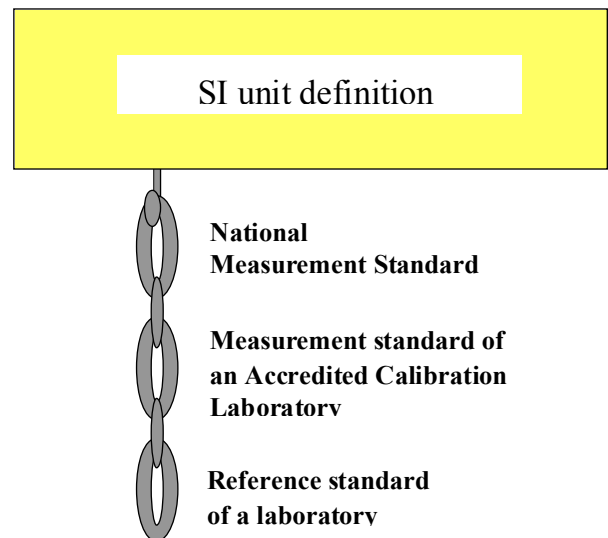 SI unit definition
National
Measurement Standard
Measurement standard of
an Accredited Calibration
Laboratory
Reference standard
of a laboratory